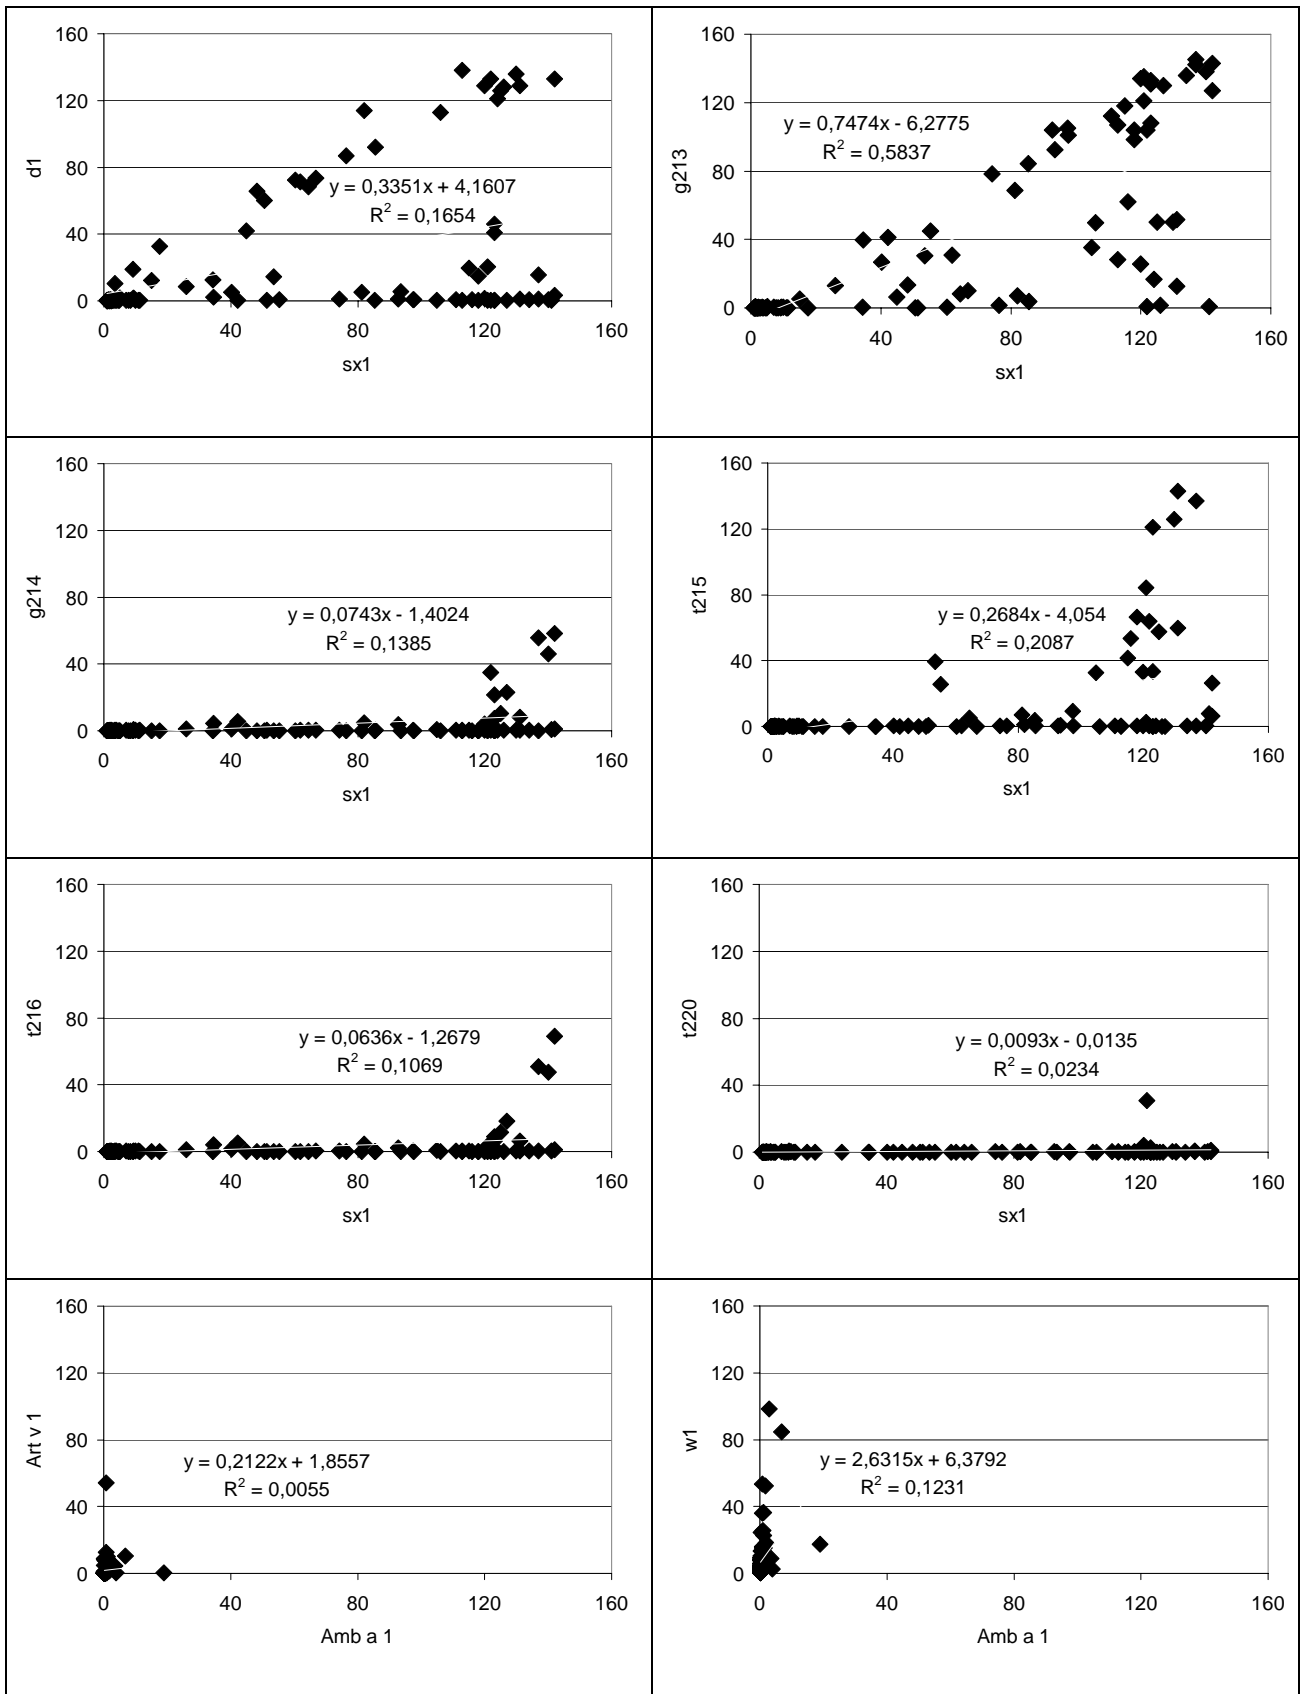 160
120
80
40
0
d1
y = 0,3351x + 4,1607
R² = 0,1654
0 40 80 120 160
sx1
160
120
80
40
0
g213
y = 0,7474x - 6,2775
R² = 0,5837
0 40 80 120 160
sx1
160
120
80
40
0
g214
y = 0,0743x - 1,4024
R² = 0,1385
0 40 80 120 160
sx1
160
120
80
40
0
t215
y = 0,2684x - 4,054
R² = 0,2087
0 40 80 120 160
sx1
160
120
80
40
0
t216
y = 0,0636x - 1,2679
R² = 0,1069
0 40 80 120 160
sx1
160
120
80
40
0
t220
y = 0,0093x - 0,0135
R² = 0,0234
0 40 80 120 160
sx1
160
120
80
40
0
Art v 1
y = 0,2122x + 1,8557
R² = 0,0055
0 40 80 120 160
Amb a 1
160
120
80
40
0
w1
y = 2,6315x + 6,3792
R² = 0,1231
0 40 80 120 160
Amb a 1